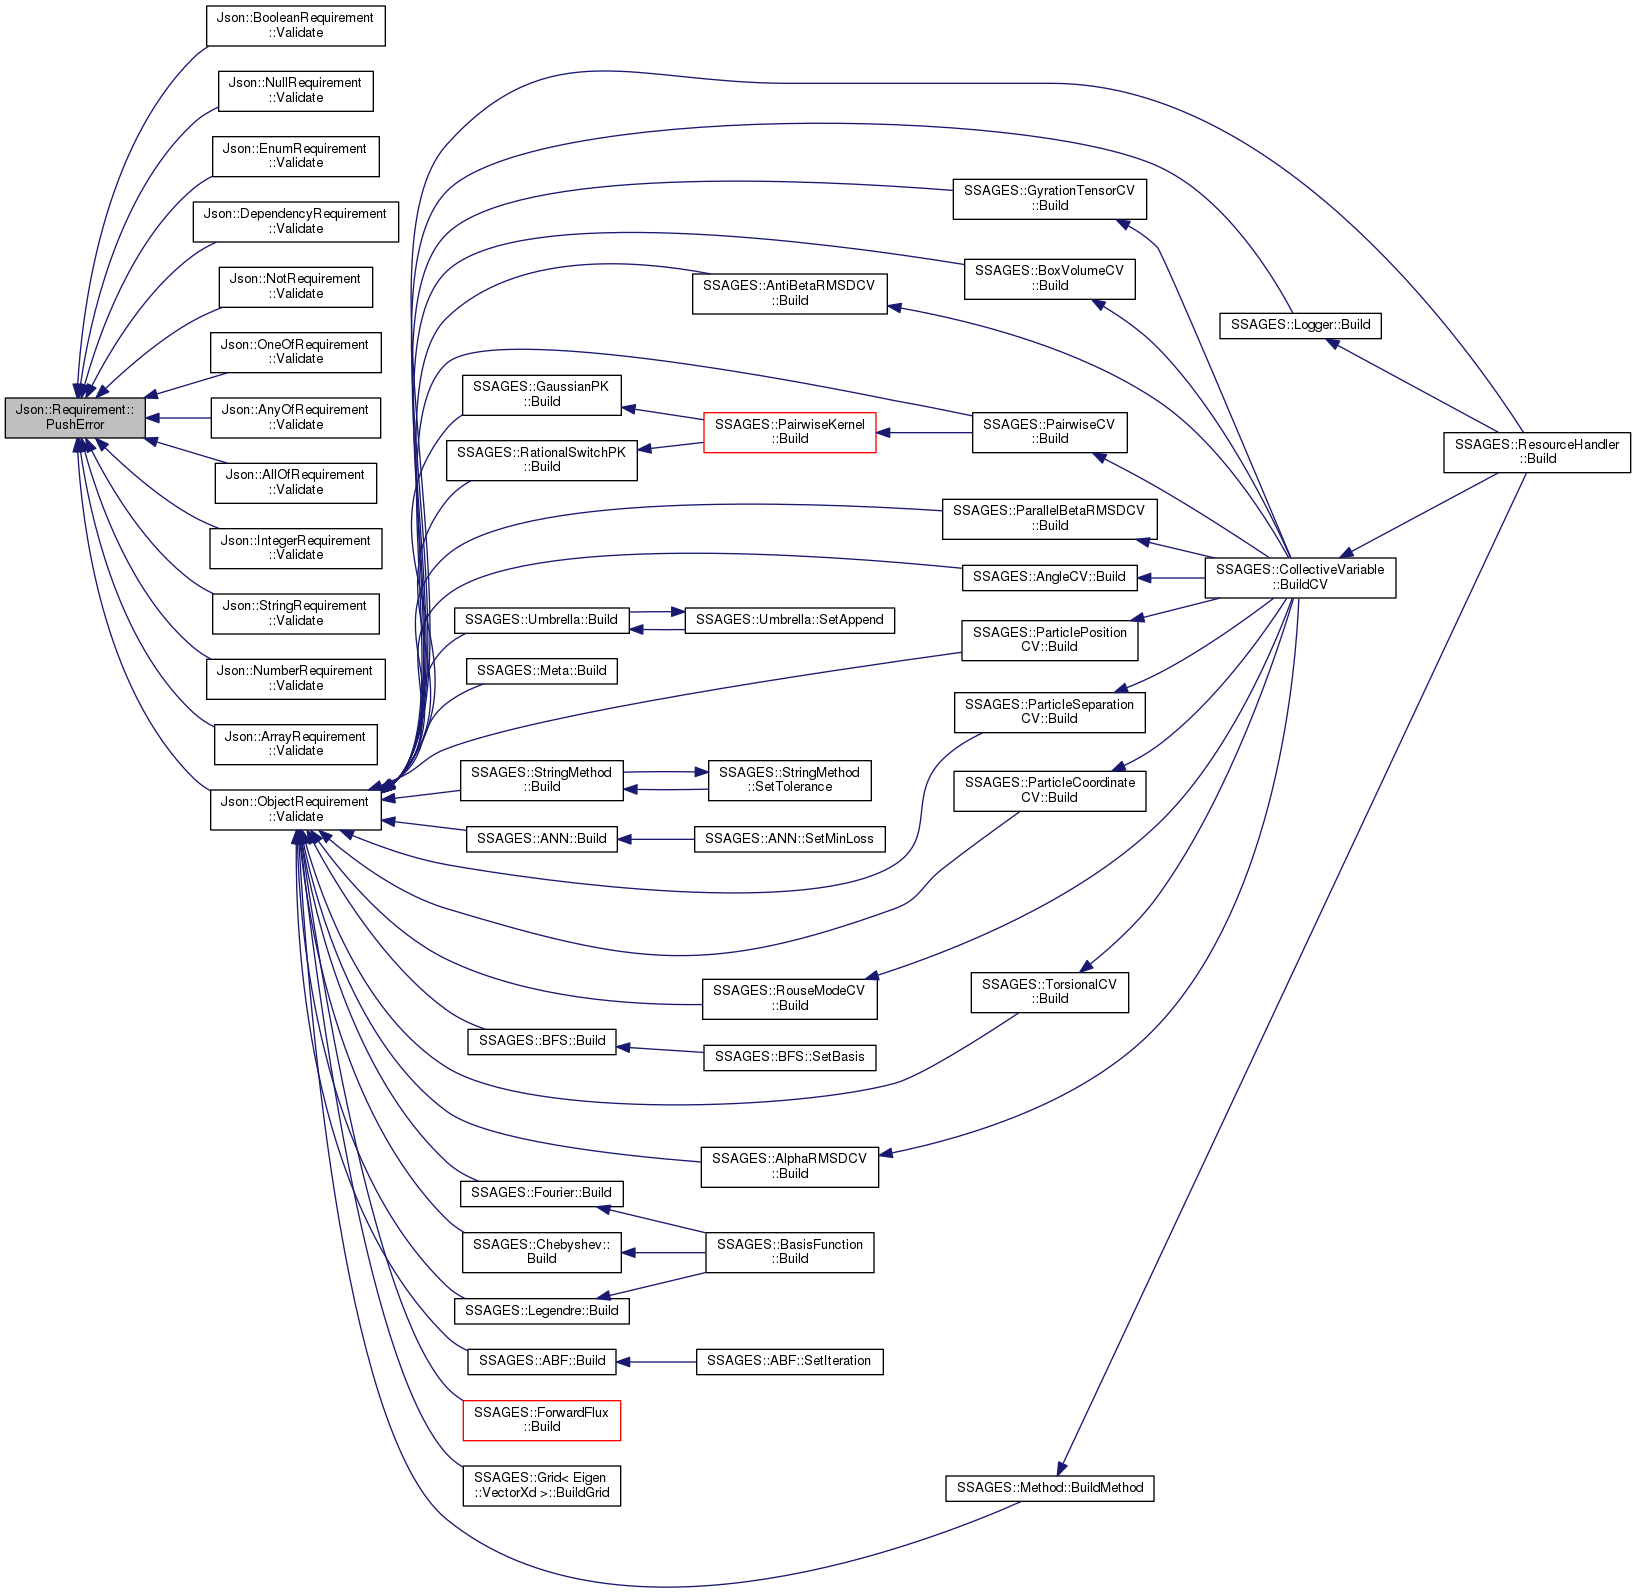 Json::BooleanRequirement
::Validate
Json::NullRequirement
::Validate
Json::EnumRequirement
::Validate
Json::DependencyRequirement
::Validate
Json::NotRequirement
::Validate
Json::OneOfRequirement
::Validate
Json::Requirement::
PushError
Json::AnyOfRequirement
::Validate
Json::AllOfRequirement
::Validate
Json::IntegerRequirement
::Validate
Json::StringRequirement
::Validate
Json::NumberRequirement
::Validate
Json::ArrayRequirement
::Validate
Json::ObjectRequirement
::Validate
SSAGES::GaussianPK
::Build
SSAGES::RationalSwitchPK
::Build
SSAGES::Umbrella::Build
SSAGES::Meta::Build
SSAGES::StringMethod
::Build
SSAGES::ANN::Build
SSAGES::BFS::Build
SSAGES::Fourier::Build
SSAGES::Chebyshev::
Build
SSAGES::Legendre::Build
SSAGES::ABF::Build
SSAGES::ForwardFlux
::Build
SSAGES::Grid< Eigen
::VectorXd >::BuildGrid
SSAGES::AntiBetaRMSDCV
::Build
SSAGES::PairwiseKernel
::Build
SSAGES::Umbrella::SetAppend
SSAGES::StringMethod
::SetTolerance
SSAGES::ANN::SetMinLoss
SSAGES::RouseModeCV
::Build
SSAGES::BFS::SetBasis
SSAGES::AlphaRMSDCV
::Build
SSAGES::BasisFunction
::Build
SSAGES::ABF::SetIteration
SSAGES::GyrationTensorCV
::Build
SSAGES::BoxVolumeCV
::Build
SSAGES::PairwiseCV
::Build
SSAGES::ParallelBetaRMSDCV
::Build
SSAGES::AngleCV::Build
SSAGES::ParticlePosition
CV::Build
SSAGES::ParticleSeparation
CV::Build
SSAGES::ParticleCoordinate
CV::Build
SSAGES::TorsionalCV
::Build
SSAGES::Method::BuildMethod
SSAGES::Logger::Build
SSAGES::CollectiveVariable
::BuildCV
SSAGES::ResourceHandler
::Build